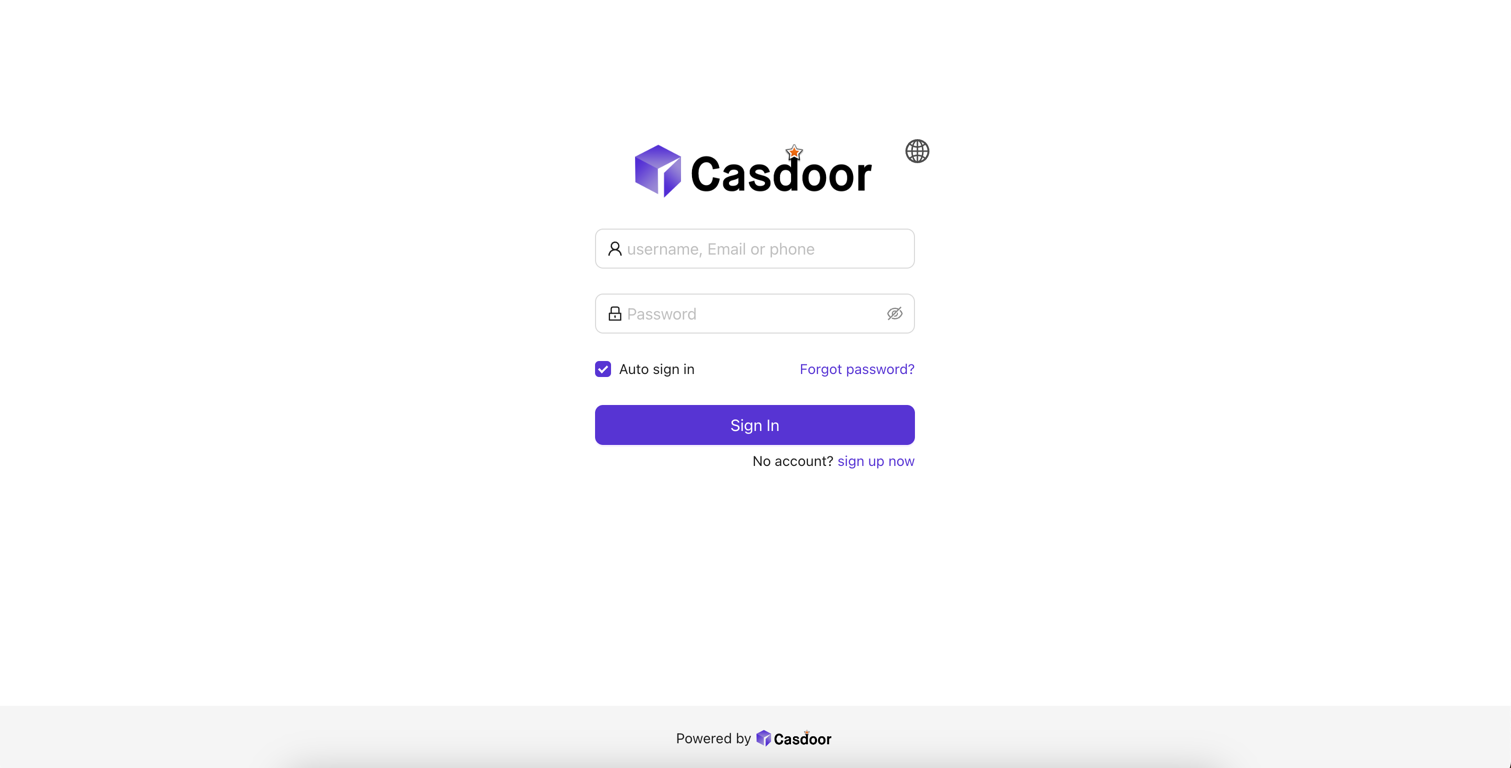 Casdoor
username, Email or phone
Password
Auto sign in
Forgot password?
Sign In
No account? sign up now
Powered by Casdoor